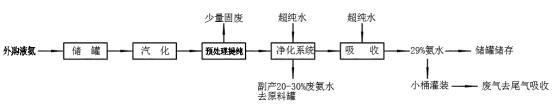 少量固废
超纯水
超纯水
外购液氨
储 罐
汽 化
预处理提纯
净化系统
吸 收
29%氨水
储罐储存
副产20-30%废氨水
去原料罐
小桶灌装
废气去尾气吸收